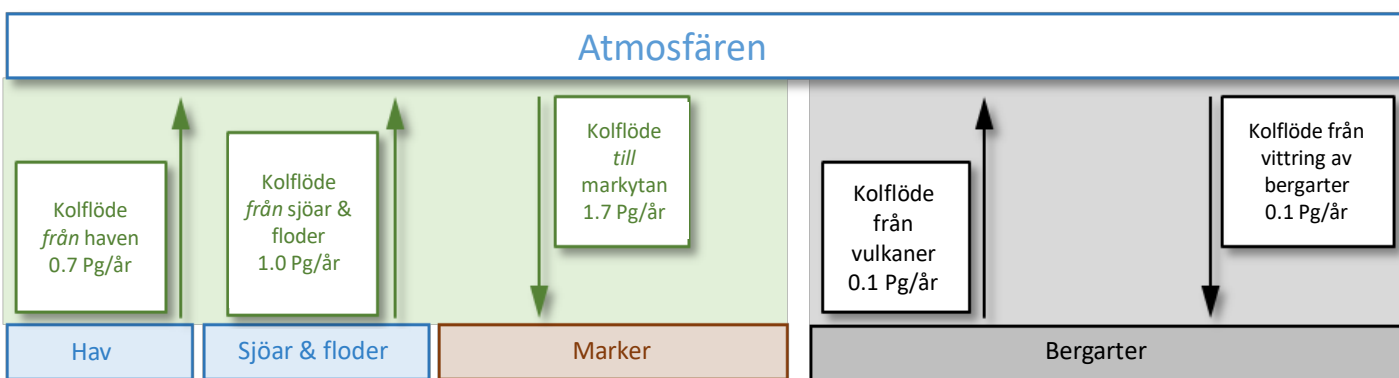 Atmosfären
Kolflöde
från haven
0.7 Pg/år
Kolflöde
från sjöar &
floder
1.0 Pg/år
Kolflöde
till
markytan
1.7 Pg/år
Kolflöde
från
vulkaner
0.1 Pg/år
Kolflöde från
vittring av
bergarter
0.1 Pg/år
Hav
Sjöar & floder
Marker
Bergarter